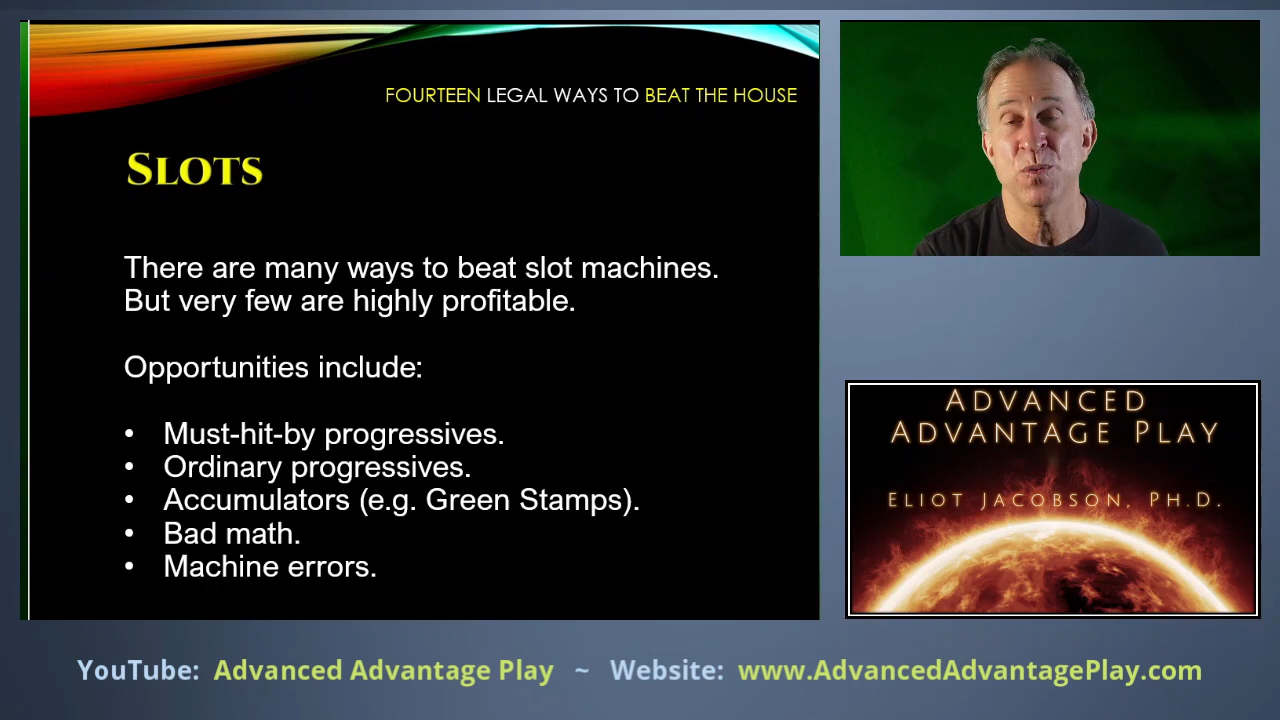 FOURTEEN LEGAL WAYS TO BEAT THE HOUSE
SLOTS
There are many ways to beat slot machines.
But very few are highly profitable.
Opportunities include:
• Must-hit-by progressives.
• Ordinary progressives.
• Accumulators (e.g. Green Stamps).
• Bad math.
• Machine errors.
ADVANCED
ADVANTAGE PLAY
ELIOT JACOBSON, PH.D.
YouTube: Advanced Advantage Play ~ Website: www.AdvancedAdvantagePlay.com